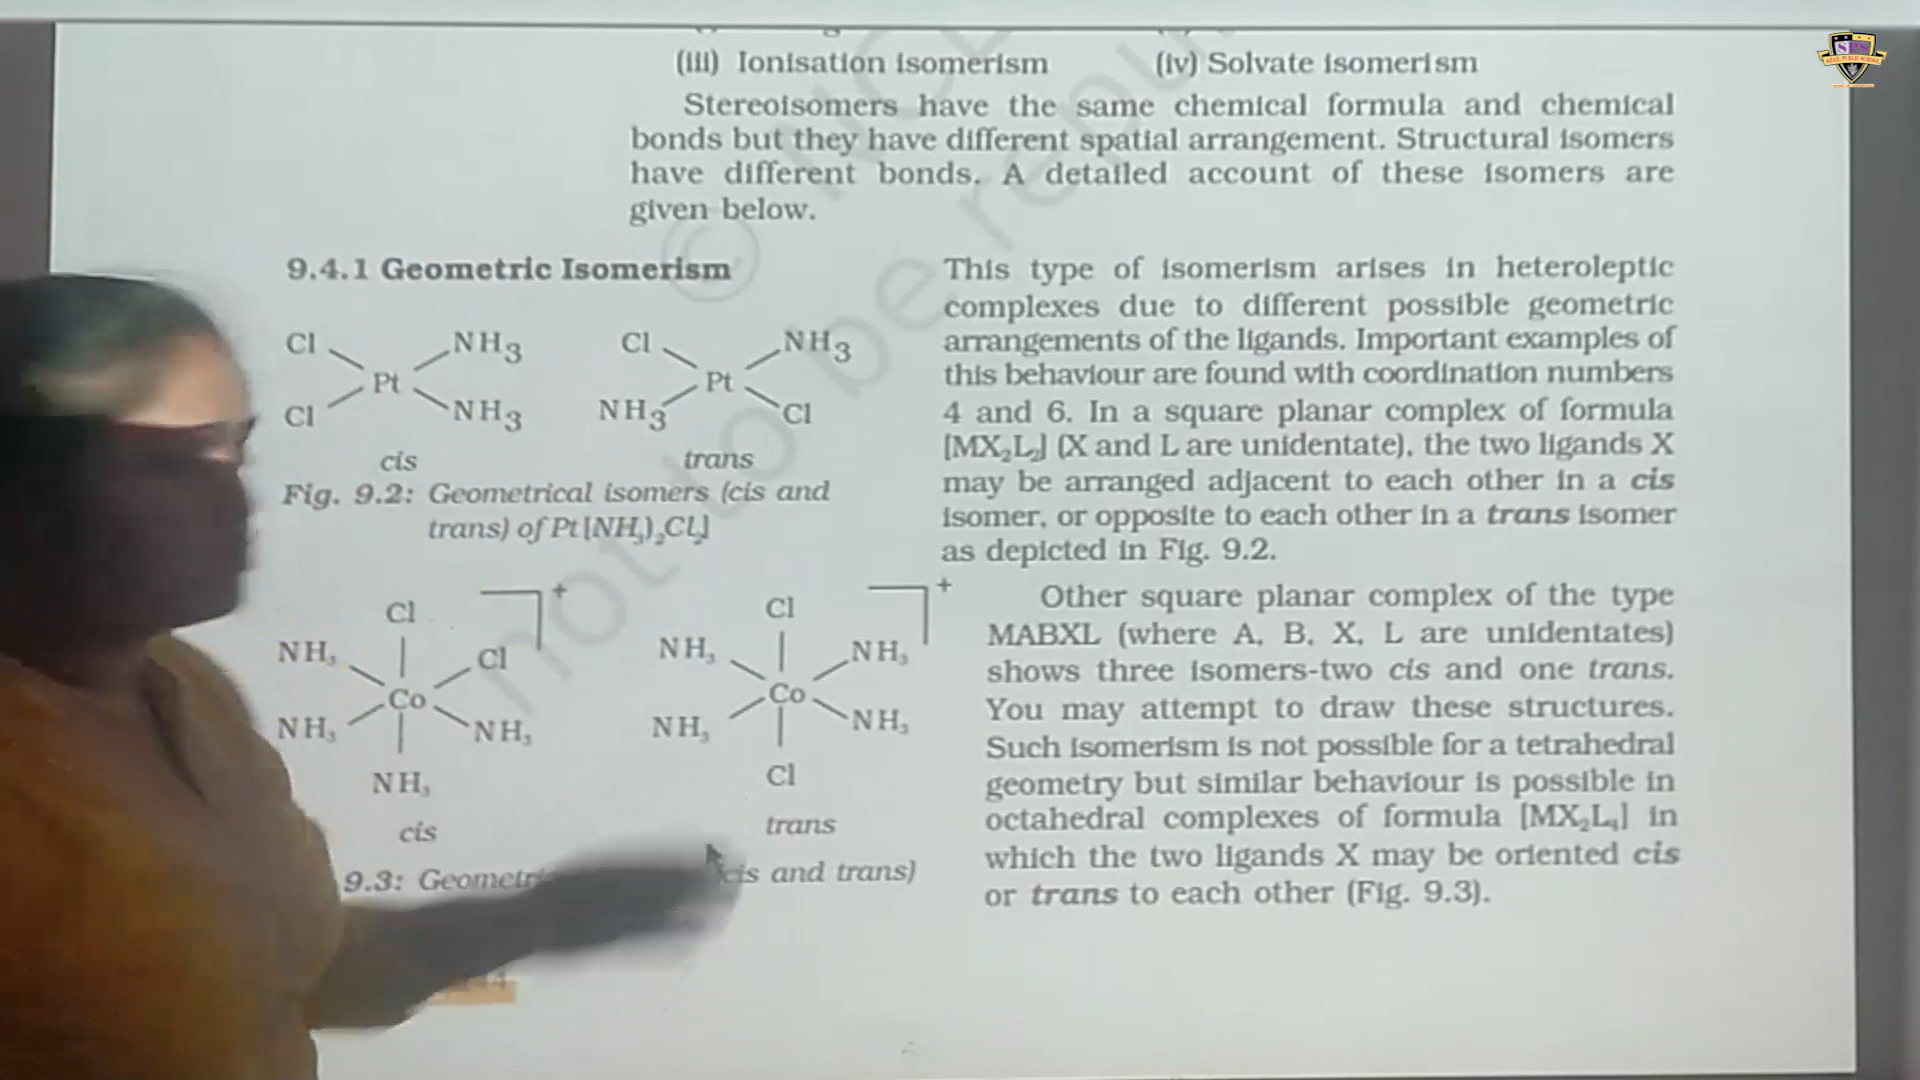 (iii) Ionisation isomerism (iv) Solvate isomerism
Stereoisomers have the same chemical formula and chemical
bonds but they have different spatial arrangement. Structural isomers
have different bonds. A detailed account of these isomers are
given below.
9.4.1 Geometric Isomerism
Cl NH3 Cl NH3
Pt Pt
Cl NH3 NH3 Cl
cis trans
Fig. 9.2: Geometrical isomers (cis and
trans) of Pt [NH₃)₂Cl₂]
Cl + Cl +
NH₃ Cl NH₃ NH₃
Co Co
NH₃ NH₃ NH₃ NH₃
NH₃ Cl
cis trans
9.3: cis and trans)
This type of isomerism arises in heteroleptic
complexes due to different possible geometric
arrangements of the ligands. Important examples of
this behaviour are found with coordination numbers
4 and 6. In a square planar complex of formula
[MX₂L₂] (X and L are unidentate), the two ligands X
may be arranged adjacent to each other in a cis
isomer, or opposite to each other in a trans isomer
as depicted in Fig. 9.2.
Other square planar complex of the type
MABXL (where A, B, X, L are unidentates)
shows three isomers-two cis and one trans.
You may attempt to draw these structures.
Such isomerism is not possible for a tetrahedral
geometry but similar behaviour is possible in
octahedral complexes of formula [MX₂L₄] in
which the two ligands X may be oriented cis
or trans to each other (Fig. 9.3).
not to be
SPS